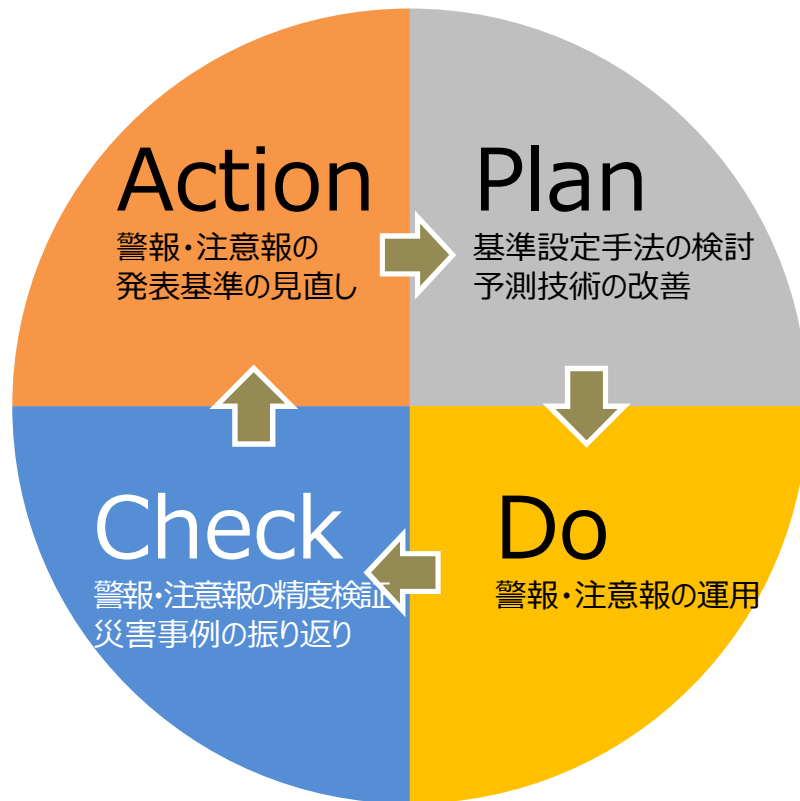 Action
警報・注意報の
発表基準の見直し
Plan
基準設定手法の検討
予測技術の改善
Check
警報・注意報の精度検証
災害事例の振り返り
Do
警報・注意報の運用